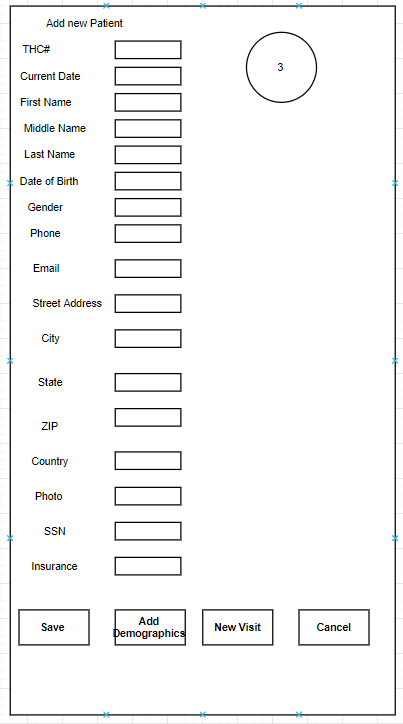 Add new Patient
THC#
3
Current Date
First Name
Middle Name
Last Name
Date of Birth
Gender
Phone
Email
Street Address
City
State
ZIP
Country
Photo
SSN
Insurance
Save
Add
Demographics
New Visit
Cancel